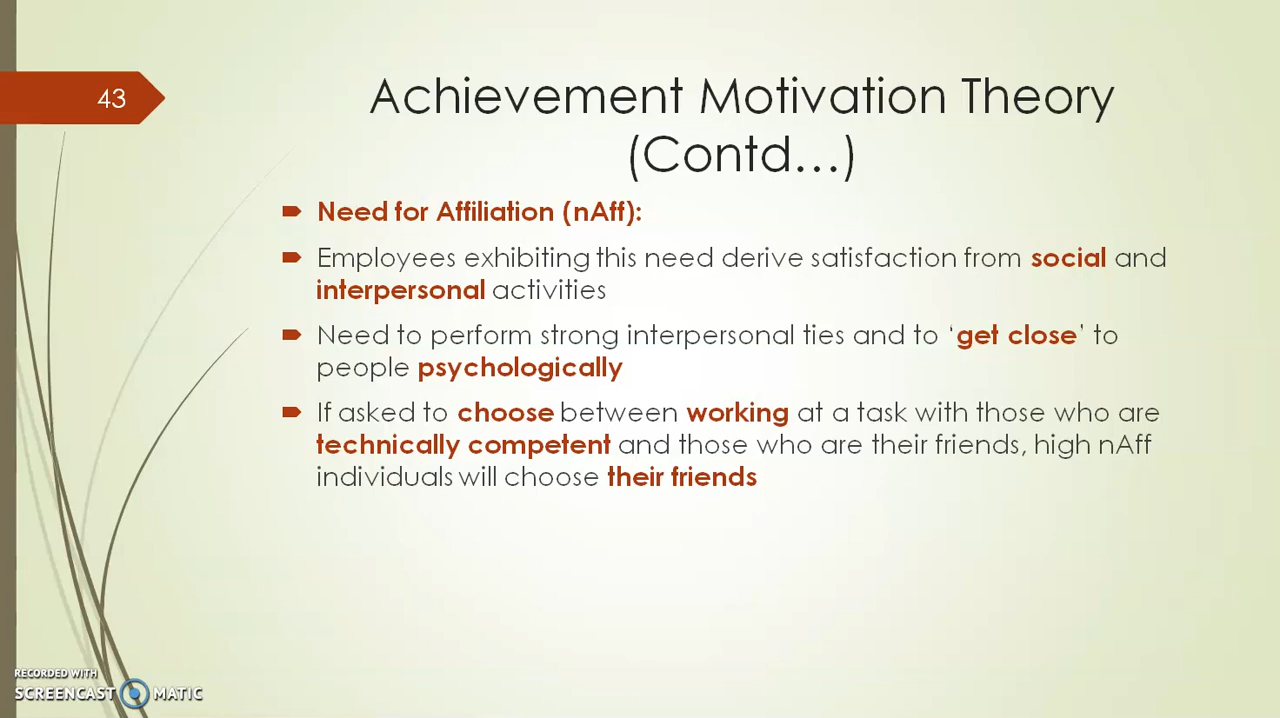 43
Achievement Motivation Theory
(Contd...)
Need for Affiliation (nAff):
Employees exhibiting this need derive satisfaction from social and
interpersonal activities
Need to perform strong interpersonal ties and to ‘get close’ to
people psychologically
If asked to choose between working at a task with those who are
technically competent and those who are their friends, high nAff
individuals will choose their friends
RECORDED WITH
SCREENCAST MATIC